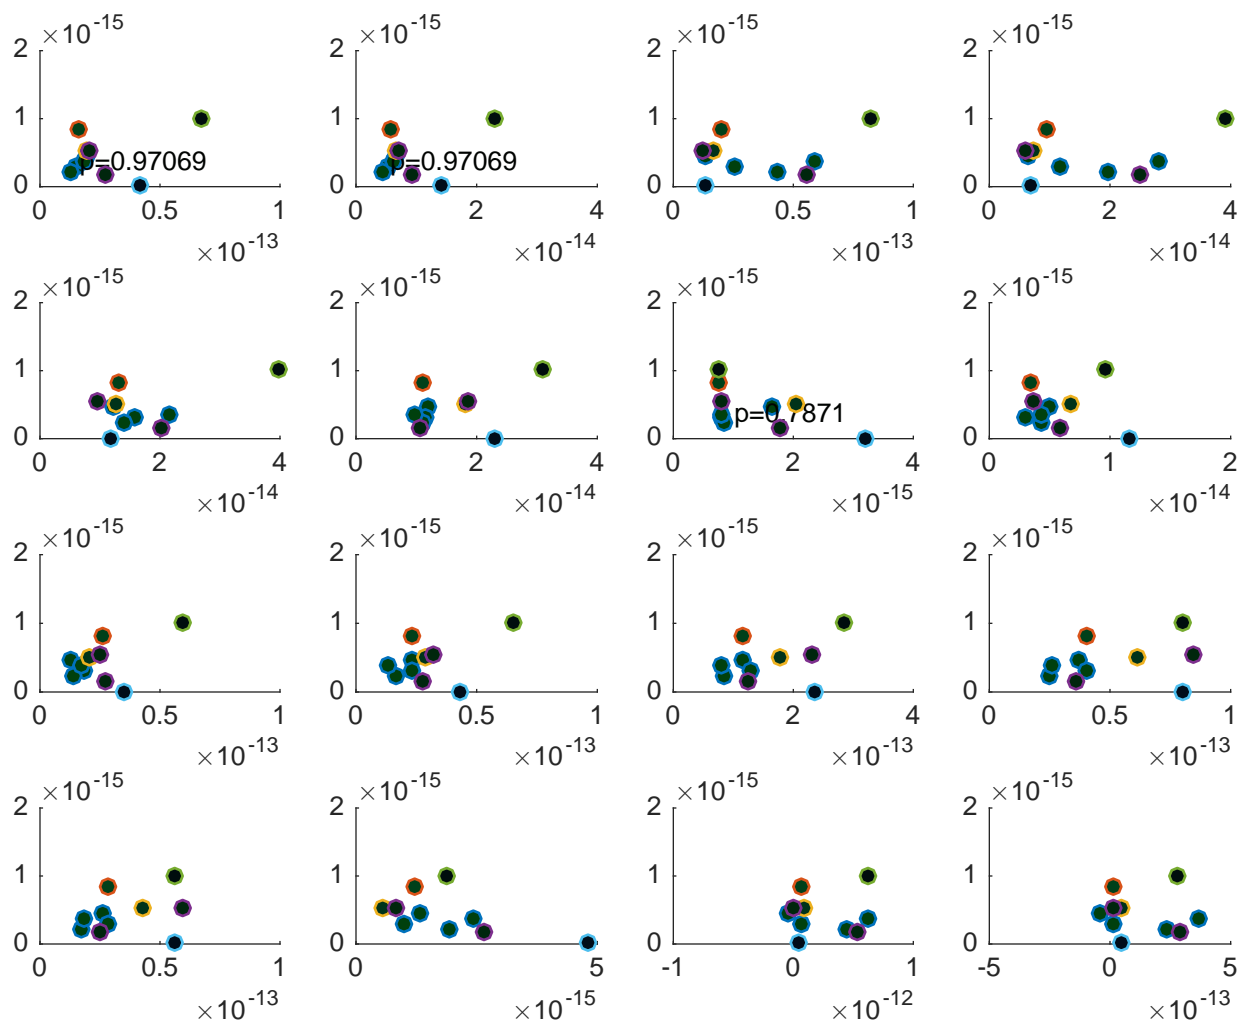 ×10-15 ×10-15 ×10-15 ×10-15
2 2 2 2
1 1 1 1
p=0.97069 p=0.97069
0 0 0 0
0 0.5 1 0 2 4 0 0.5 1 0 2 4
×10-13 ×10-14 ×10-13 ×10-14
×10-15 ×10-15 ×10-15 ×10-15
2 2 2 2
1 1 1 1
p=0.7871
0 0 0 0
0 2 4 0 2 4 0 2 4 0 1 2
×10-14 ×10-14 ×10-15 ×10-14
×10-15 ×10-15 ×10-15 ×10-15
2 2 2 2
1 1 1 1
0 0 0 0
0 0.5 1 0 0.5 1 0 2 4 0 0.5 1
×10-13 ×10-13 ×10-13 ×10-13
×10-15 ×10-15 ×10-15 ×10-15
2 2 2 2
1 1 1 1
0 0 0 0
0 0.5 1 0 5 -1 0 1 -5 0 5
×10-13 ×10-15 ×10-12 ×10-13